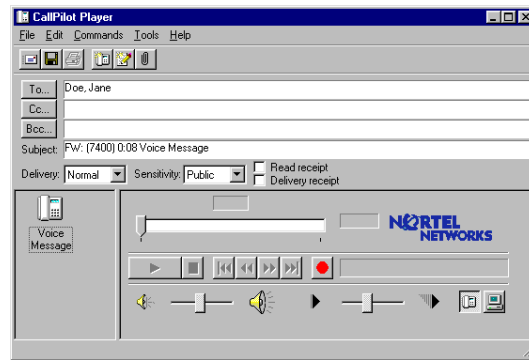 CallPilot Player
File Edit Commands Tools Help
To... Doe, Jane
Cc...
Bcc...
Subject: FW: (7400) 0:08 Voice Message
Delivery: Normal Sensitivity: Public Read receipt
Delivery receipt
Voice
Message
NORTEL
NETWORKS